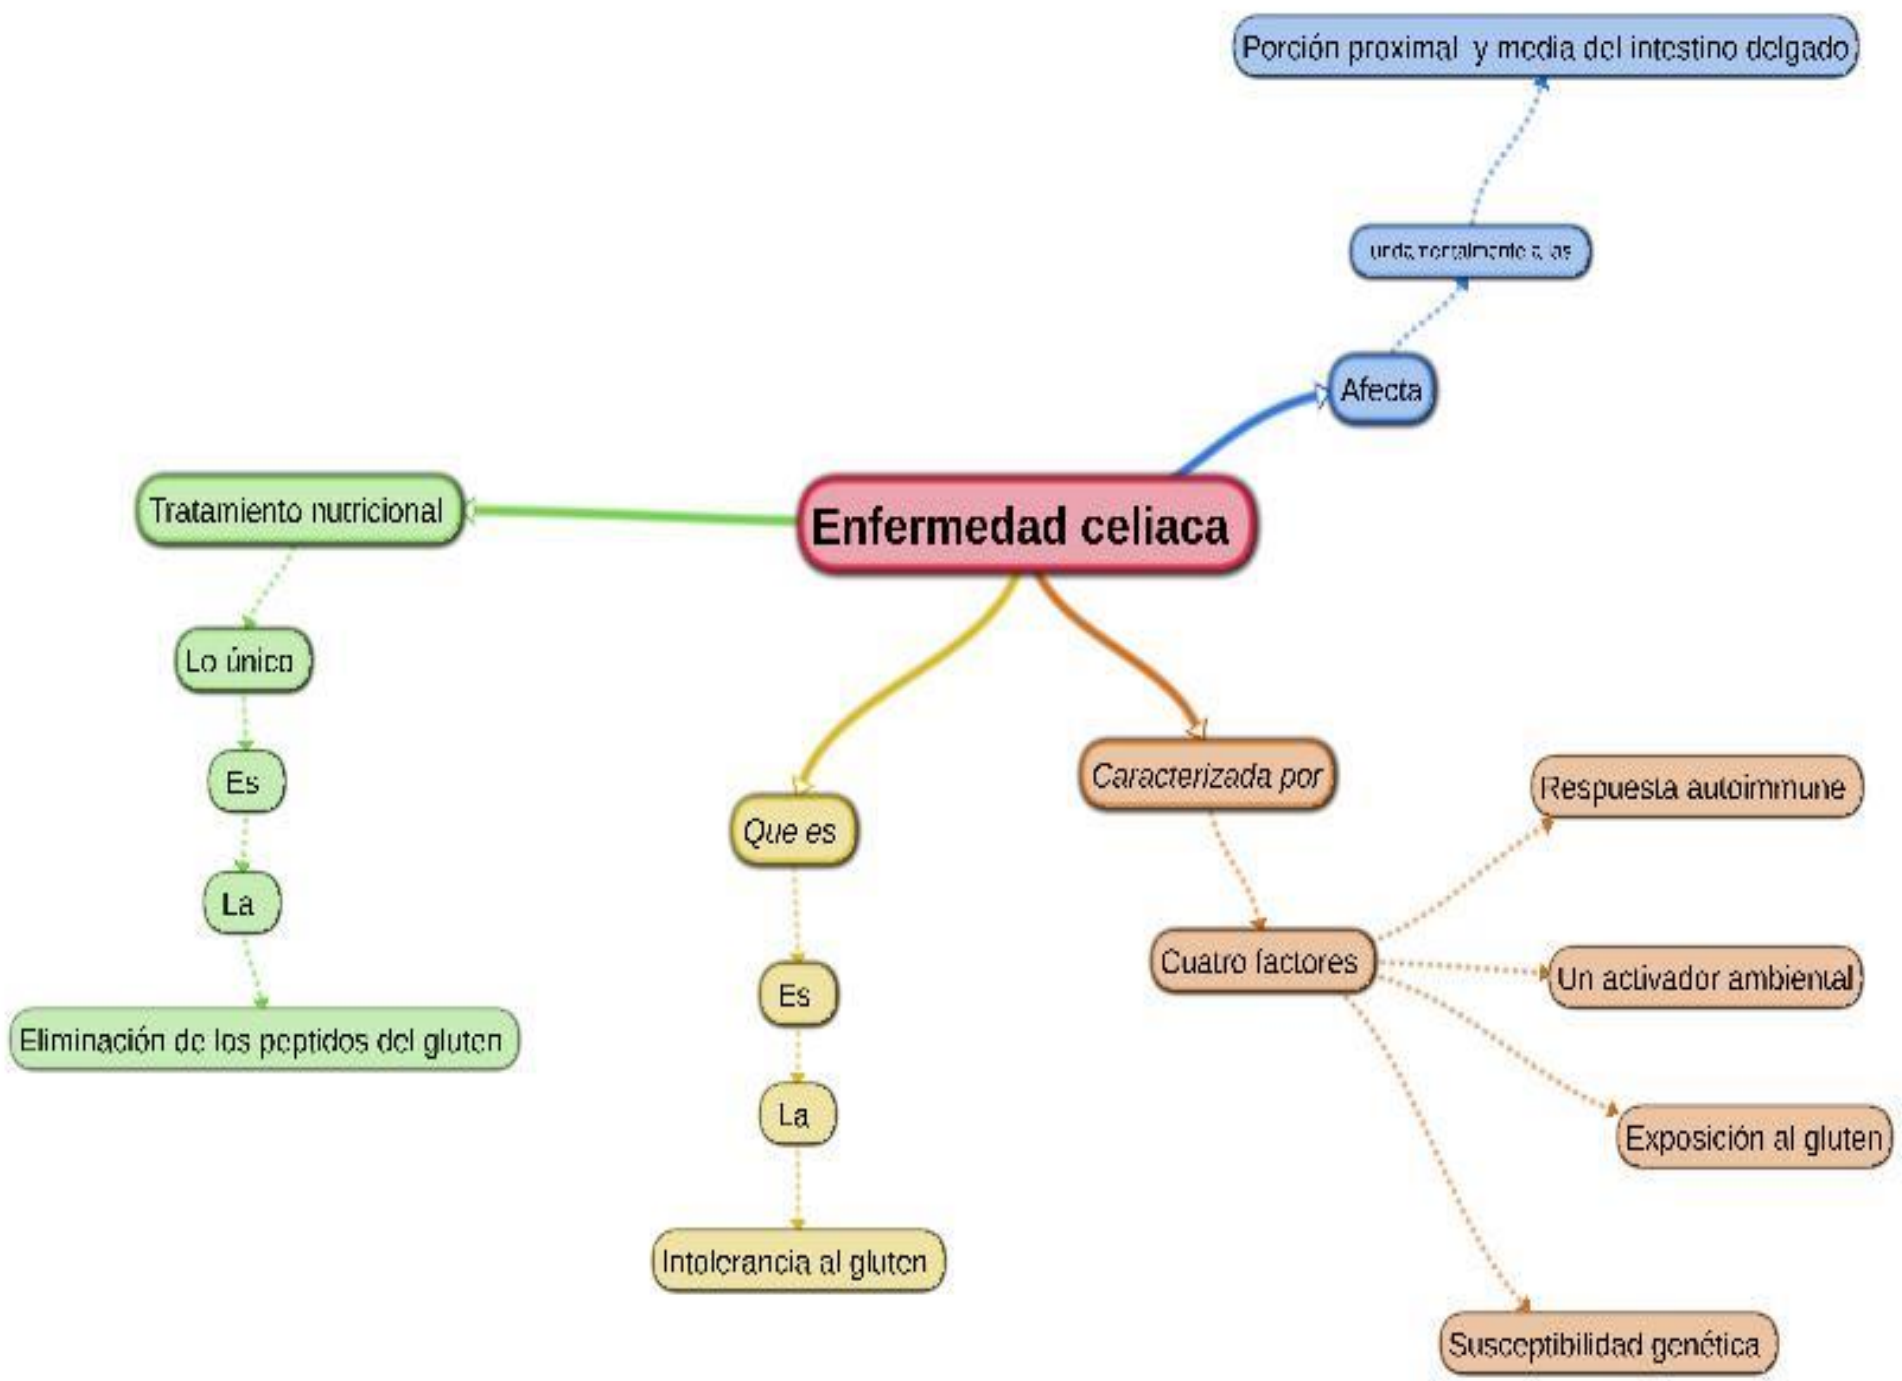 Porción proximal y media del intestino delgado
undamentalmente a las
Afecta
Tratamiento nutricional
Enfermedad celiaca
Lo único
Es
La
Eliminación de los peptidos del gluten
Que es
Es
La
Intolerancia al gluten
Caracterizada por
Cuatro factores
Respuesta autoimmune
Un activador ambiental
Exposición al gluten
Susceptibilidad genética